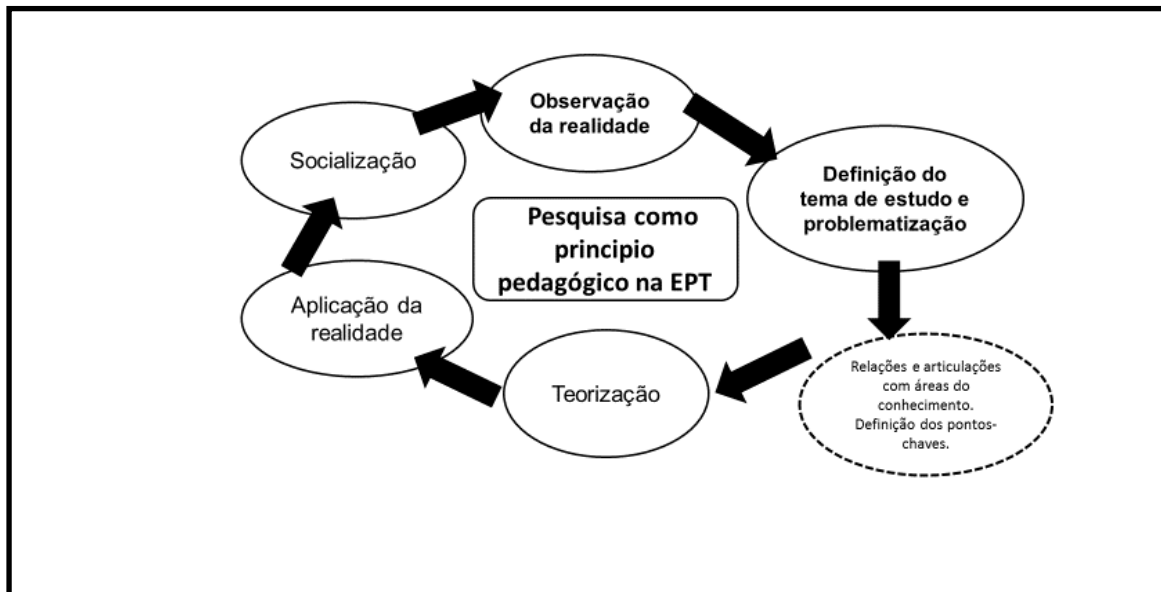 Observação
da realidade
Socialização
Definição do
tema de estudo e
problematização
Pesquisa como
principio
pedagógico na EPT
Aplicação da
realidade
Teorização
Relações e articulações
com áreas do
conhecimento.
Definição dos pontos-
chaves.